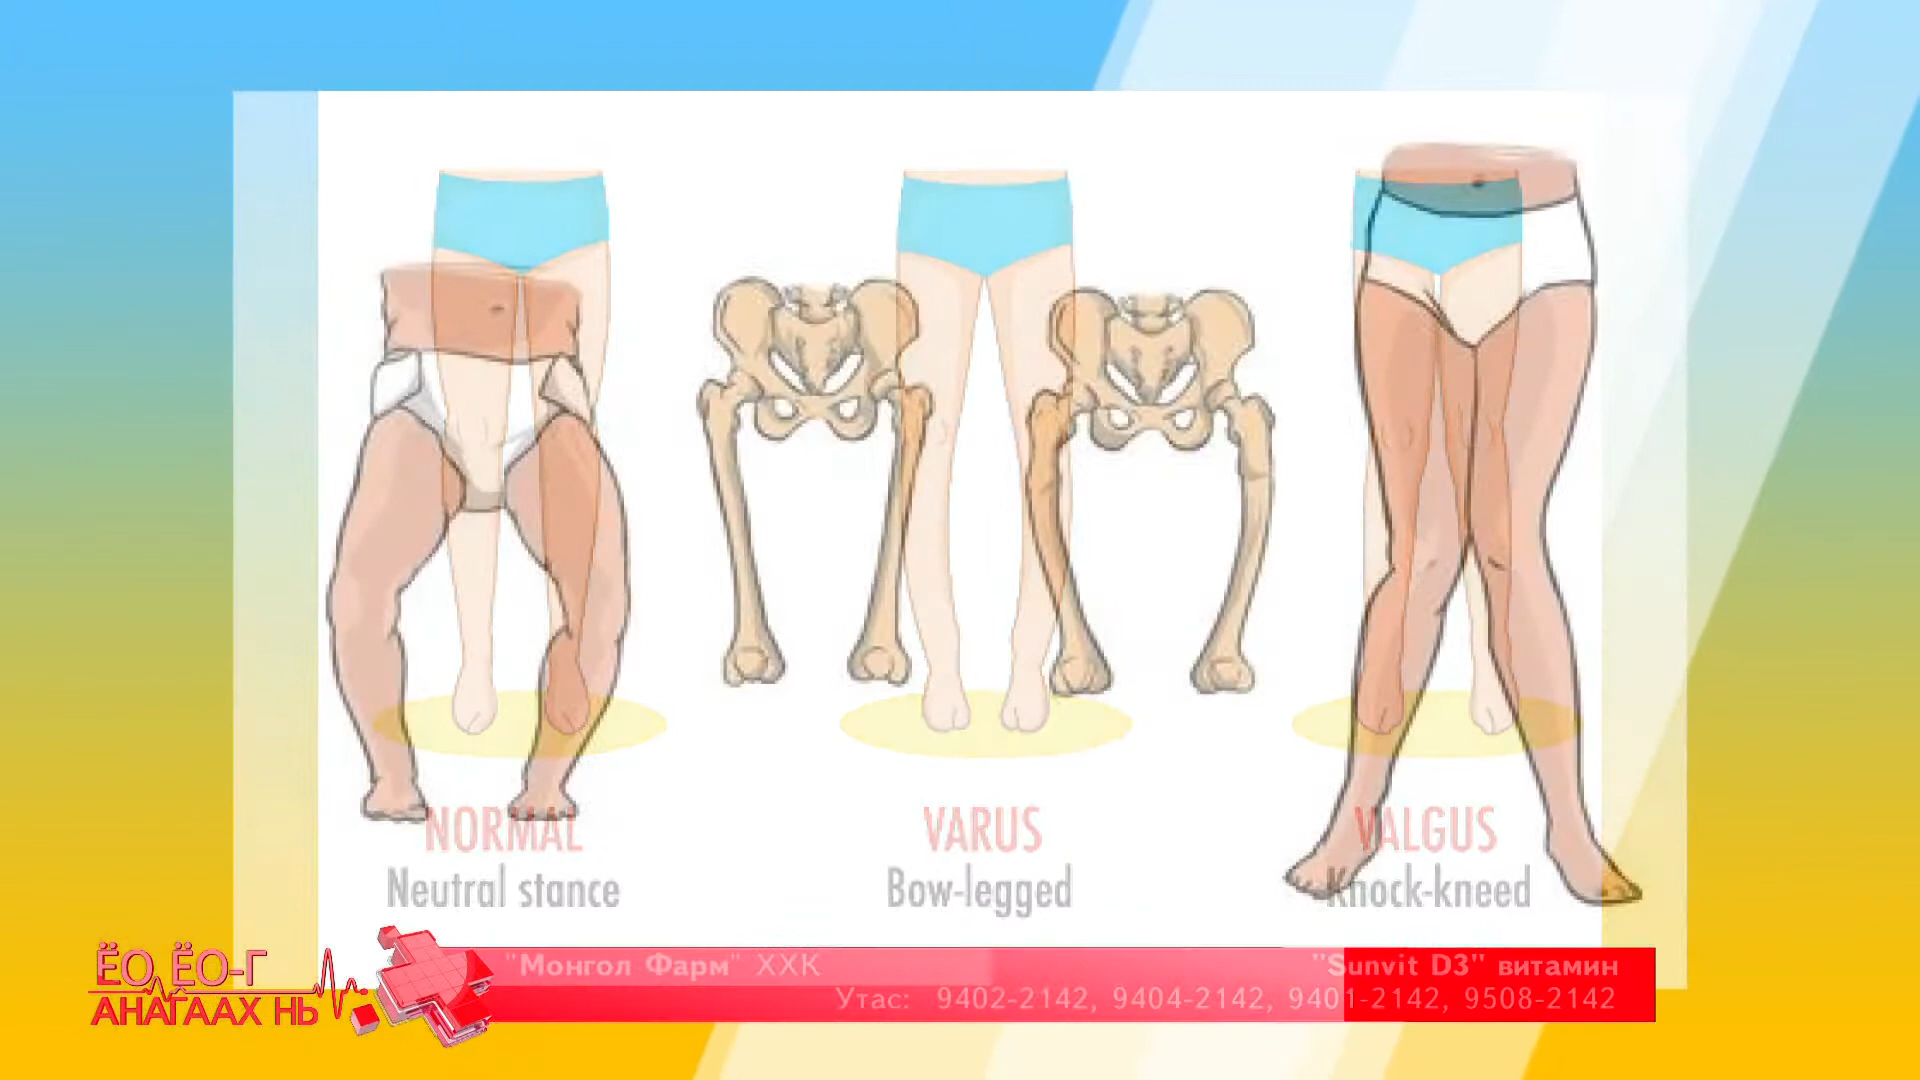 NORMAL
Neutral stance
VARUS
Bow-legged
VALGUS
Knock-kneed
ЁО ЁО-Г
АНАГААХ НЬ
"Монгол Фарм" ХХК
"Sunvit D3" витамин
Утас: 9402-2142, 9404-2142, 9401-2142, 9508-2142